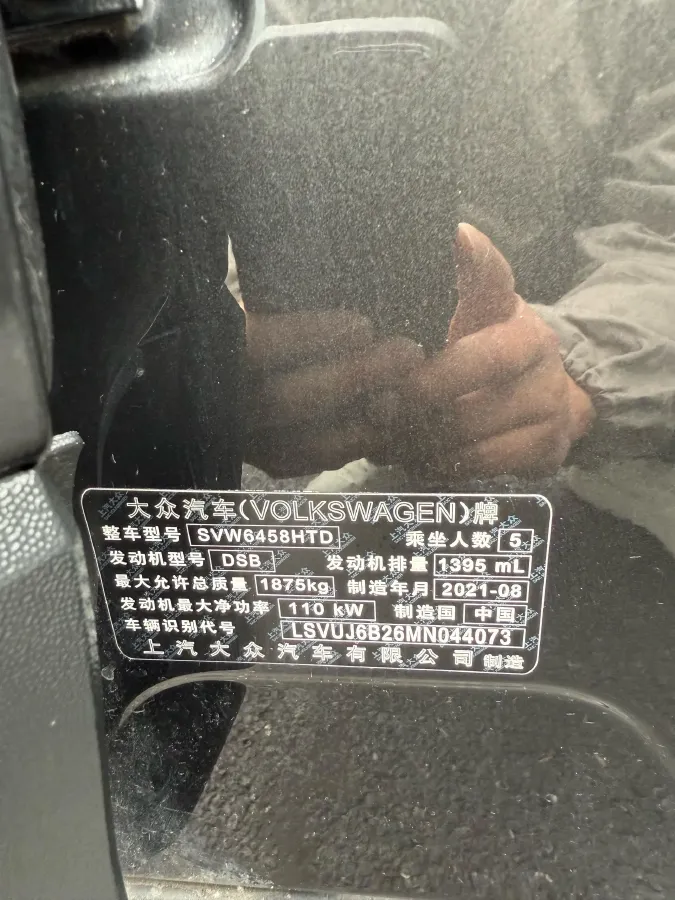 大众汽车(VOLKSWAGEN)牌
整车型号 SVW6458HTD 乘坐人数 5
发动机型号 DSB 发动机排量 1395 mL
最大允许总质量 1875kg 制造年月 2021-08
发动机最大净功率 110 kW 制造国 中国
车辆识别代号 LSVUJ6B26MN044073
上汽大众汽车有限公司 制造